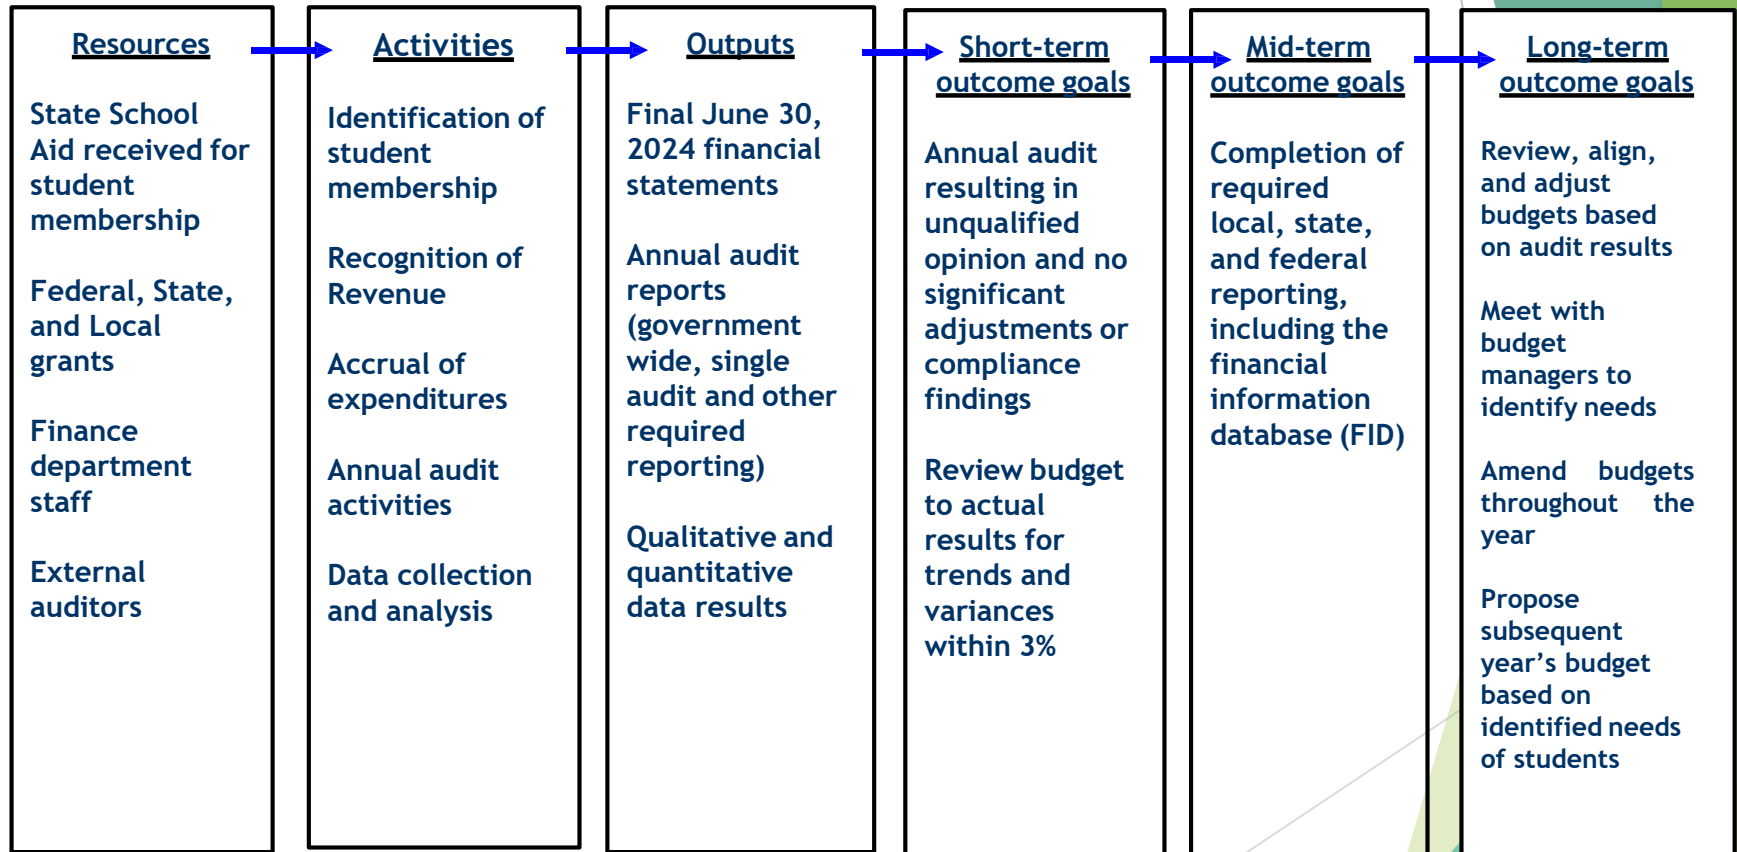 Resources
State School
Aid received for
student
membership
Federal, State,
and Local
grants
Finance
department
staff
External
auditors
Activities
Identification of
student
membership
Recognition of
Revenue
Accrual of
expenditures
Annual audit
activities
Data collection
and analysis
Outputs
Final June 30,
2024 financial
statements
Annual audit
reports
(government
wide, single
audit and other
required
reporting)
Qualitative and
quantitative
data results
Short-term
outcome goals
Annual audit
resulting in
unqualified
opinion and no
significant
adjustments or
compliance
findings
Review budget
to actual
results for
trends and
variances
within 3%
Mid-term
outcome goals
Completion of
required
local, state,
and federal
reporting,
including the
financial
information
database (FID)
Long-term
outcome goals
Review, align,
and adjust
budgets based
on audit results
Meet with
budget
managers to
identify needs
Amend budgets
throughout the
year
Propose
subsequent
year’s budget
based on
identified needs
of students